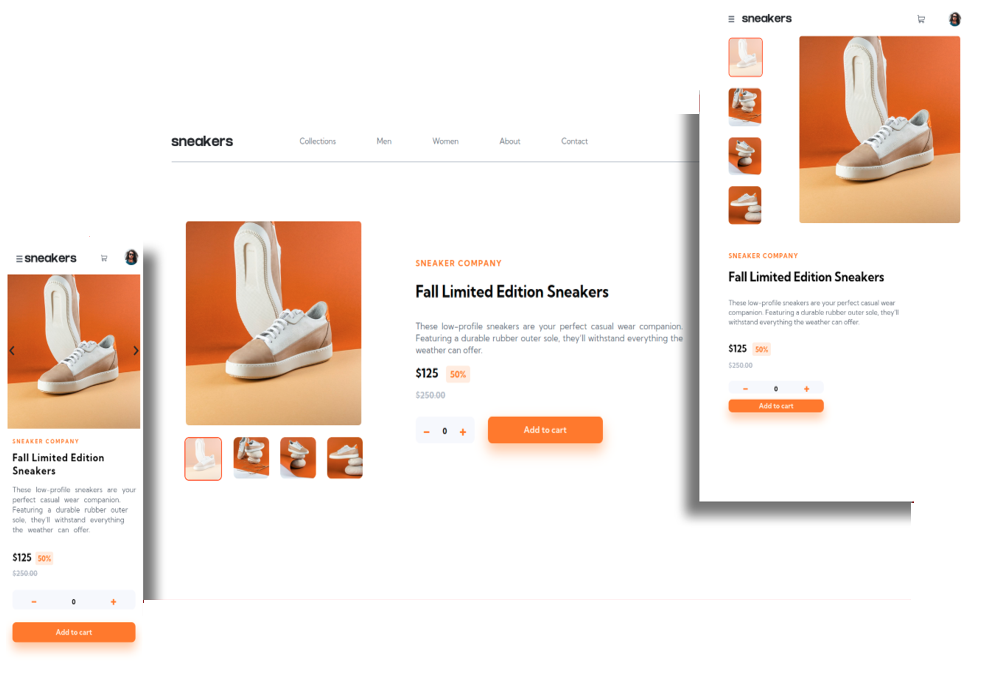 sneakers
SNEAKER COMPANY
Fall Limited Edition
Sneakers
These low-profile sneakers are your
perfect casual wear companion.
Featuring a durable rubber outer
sole, they'll withstand everything
the weather can offer.
$125 50%
$250.00
- 0 +
Add to cart
sneakers Collections Men Women About Contact
SNEAKER COMPANY
Fall Limited Edition Sneakers
These low-profile sneakers are your perfect casual wear companion.
Featuring a durable rubber outer sole, they'll withstand everything the
weather can offer.
$125 50%
$250.00
- 0 +
Add to cart
sneakers
SNEAKER COMPANY
Fall Limited Edition Sneakers
These low-profile sneakers are your perfect casual wear
companion. Featuring a durable rubber outer sole, they'll
withstand everything the weather can offer.
$125 50%
$250.00
- 0 +
Add to cart